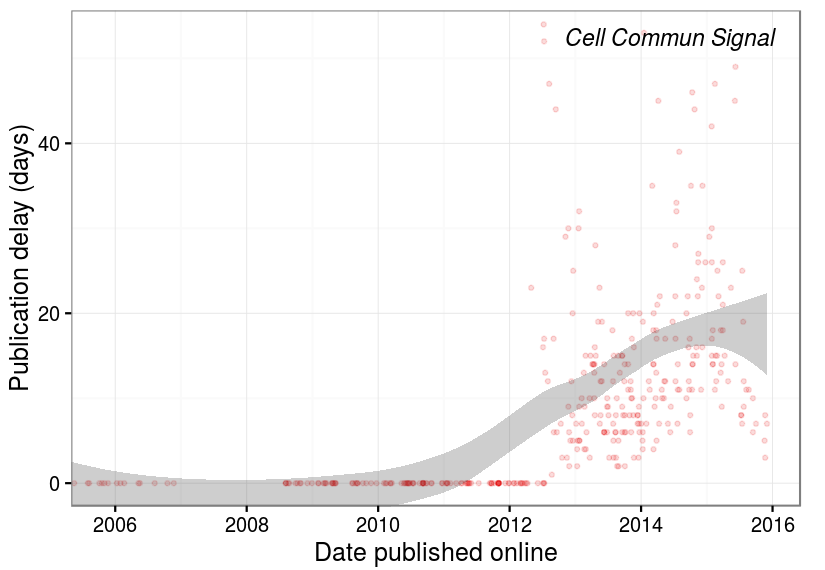 Cell Commun Signal
Publication delay (days)
40
20
0
2006 2008 2010 2012 2014 2016
Date published online